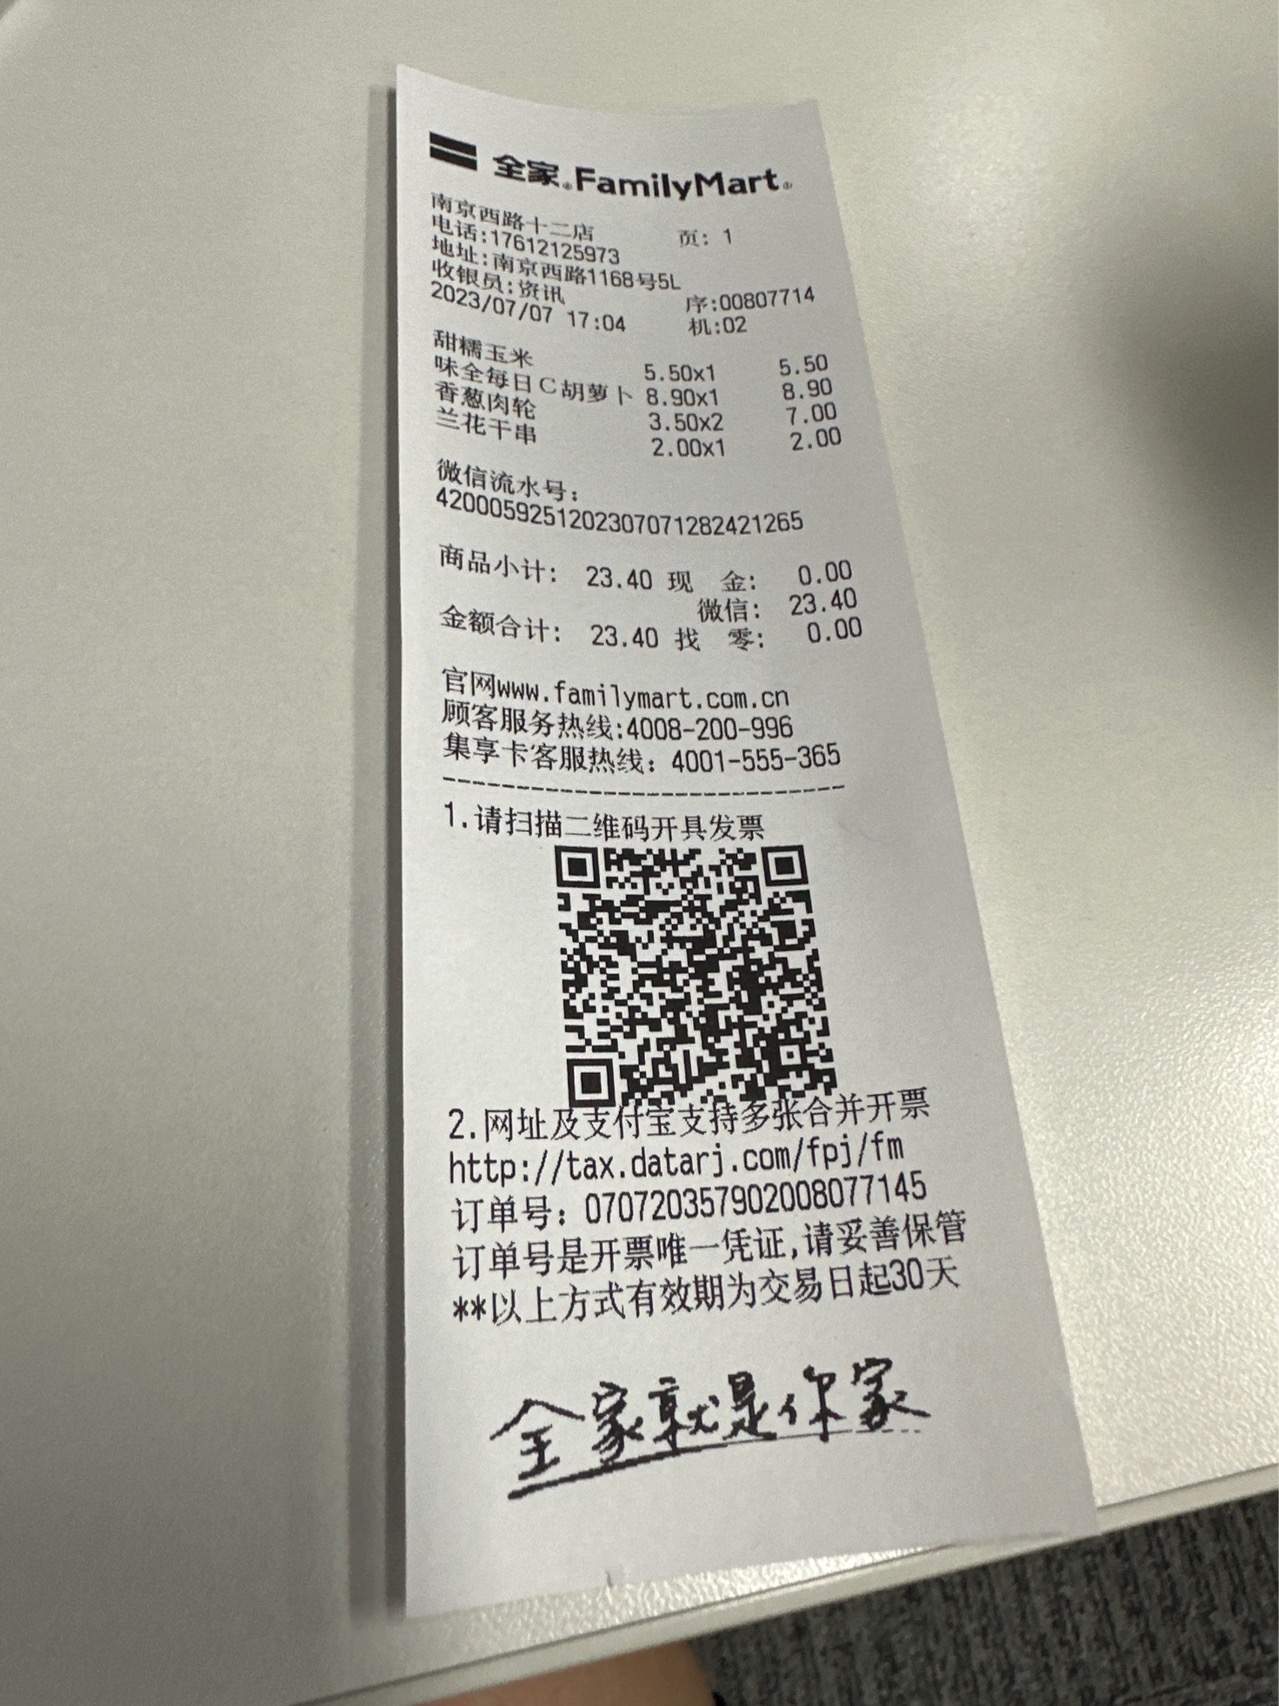 全家 FamilyMart
南京西路十二店 页: 1
电话:17612125973
地址:南京西路1168号5L
收银员:资讯 序:00807714
2023/07/07 17:04 机:02
甜糯玉米 5.50x1 5.50
味全每日C胡萝卜 8.90x1 8.90
香葱肉轮 3.50x2 7.00
兰花干串 2.00x1 2.00
微信流水号:
4200059251202307071282421265
商品小计: 23.40 现 金: 0.00
微信: 23.40
金额合计: 23.40 找 零: 0.00
官网www.familymart.com.cn
顾客服务热线:4008-200-996
集享卡客服热线: 4001-555-365
1.请扫描二维码开具发票
2.网址及支付宝支持多张合并开票
http://tax.datarj.com/fpj/fm
订单号: 070720357902008077145
订单号是开票唯一凭证,请妥善保管
**以上方式有效期为交易日起30天
全家就是你家